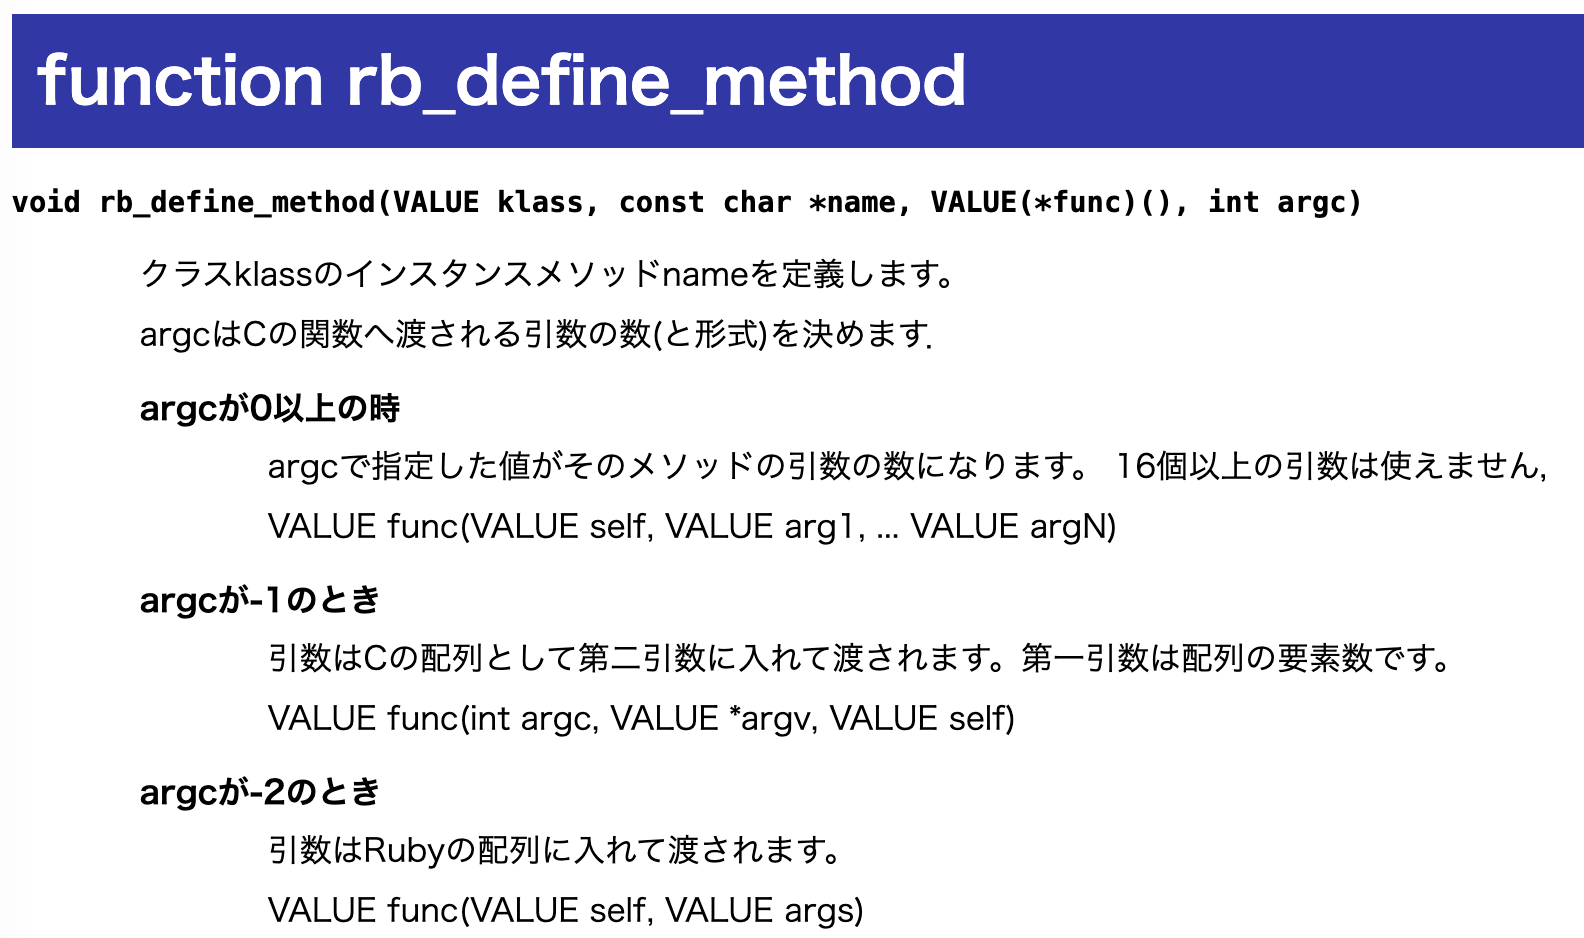 function rb_define_method
void rb_define_method(VALUE klass, const char *name, VALUE(*func)(), int argc)
クラスklassのインスタンスメソッドnameを定義します。
argcはCの関数へ渡される引数の数(と形式)を決めます.
argcが0以上の時
argcで指定した値がそのメソッドの引数の数になります。 16個以上の引数は使えません,
VALUE func(VALUE self, VALUE arg1, ... VALUE argN)
argcが-1のとき
引数はCの配列として第二引数に入れて渡されます。第一引数は配列の要素数です。
VALUE func(int argc, VALUE *argv, VALUE self)
argcが-2のとき
引数はRubyの配列に入れて渡されます。
VALUE func(VALUE self, VALUE args)